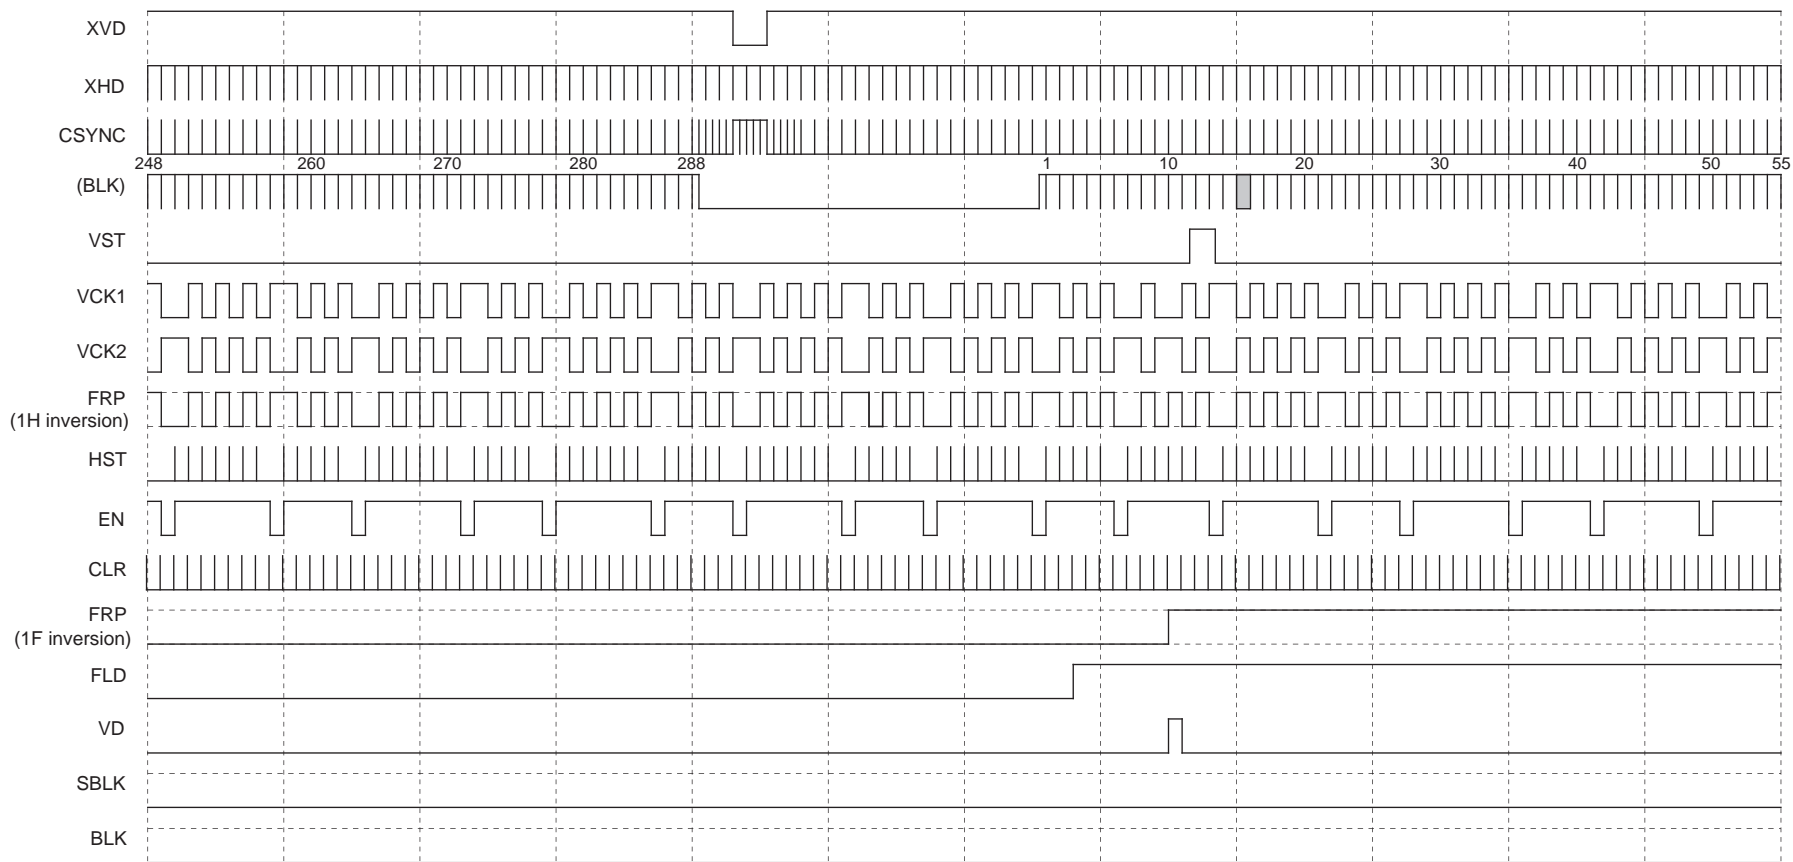 XVD
XHD
CSYNC
248 260 270 280 288 1 10 20 30 40 50 55
(BLK)
VST
VCK1
VCK2
FRP
(1H inversion)
HST
EN
CLR
FRP
(1F inversion)
FLD
VD
SBLK
BLK